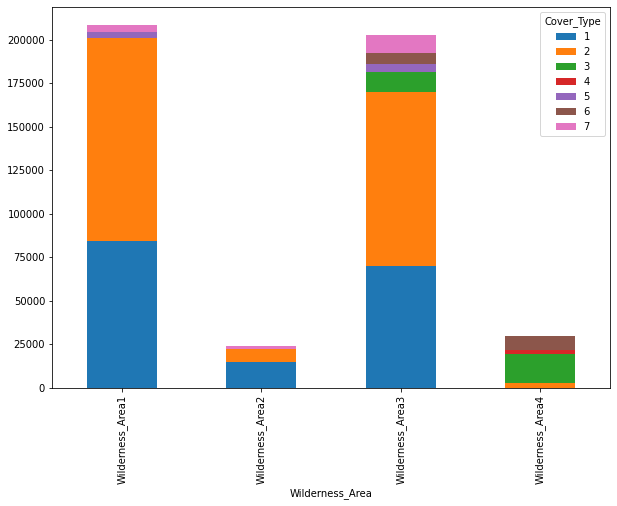 Cover_Type
1
2
3
4
5
6
7
200000
175000
150000
125000
100000
75000
50000
25000
0
Wilderness_Area1
Wilderness_Area2
Wilderness_Area3
Wilderness_Area4
Wilderness_Area